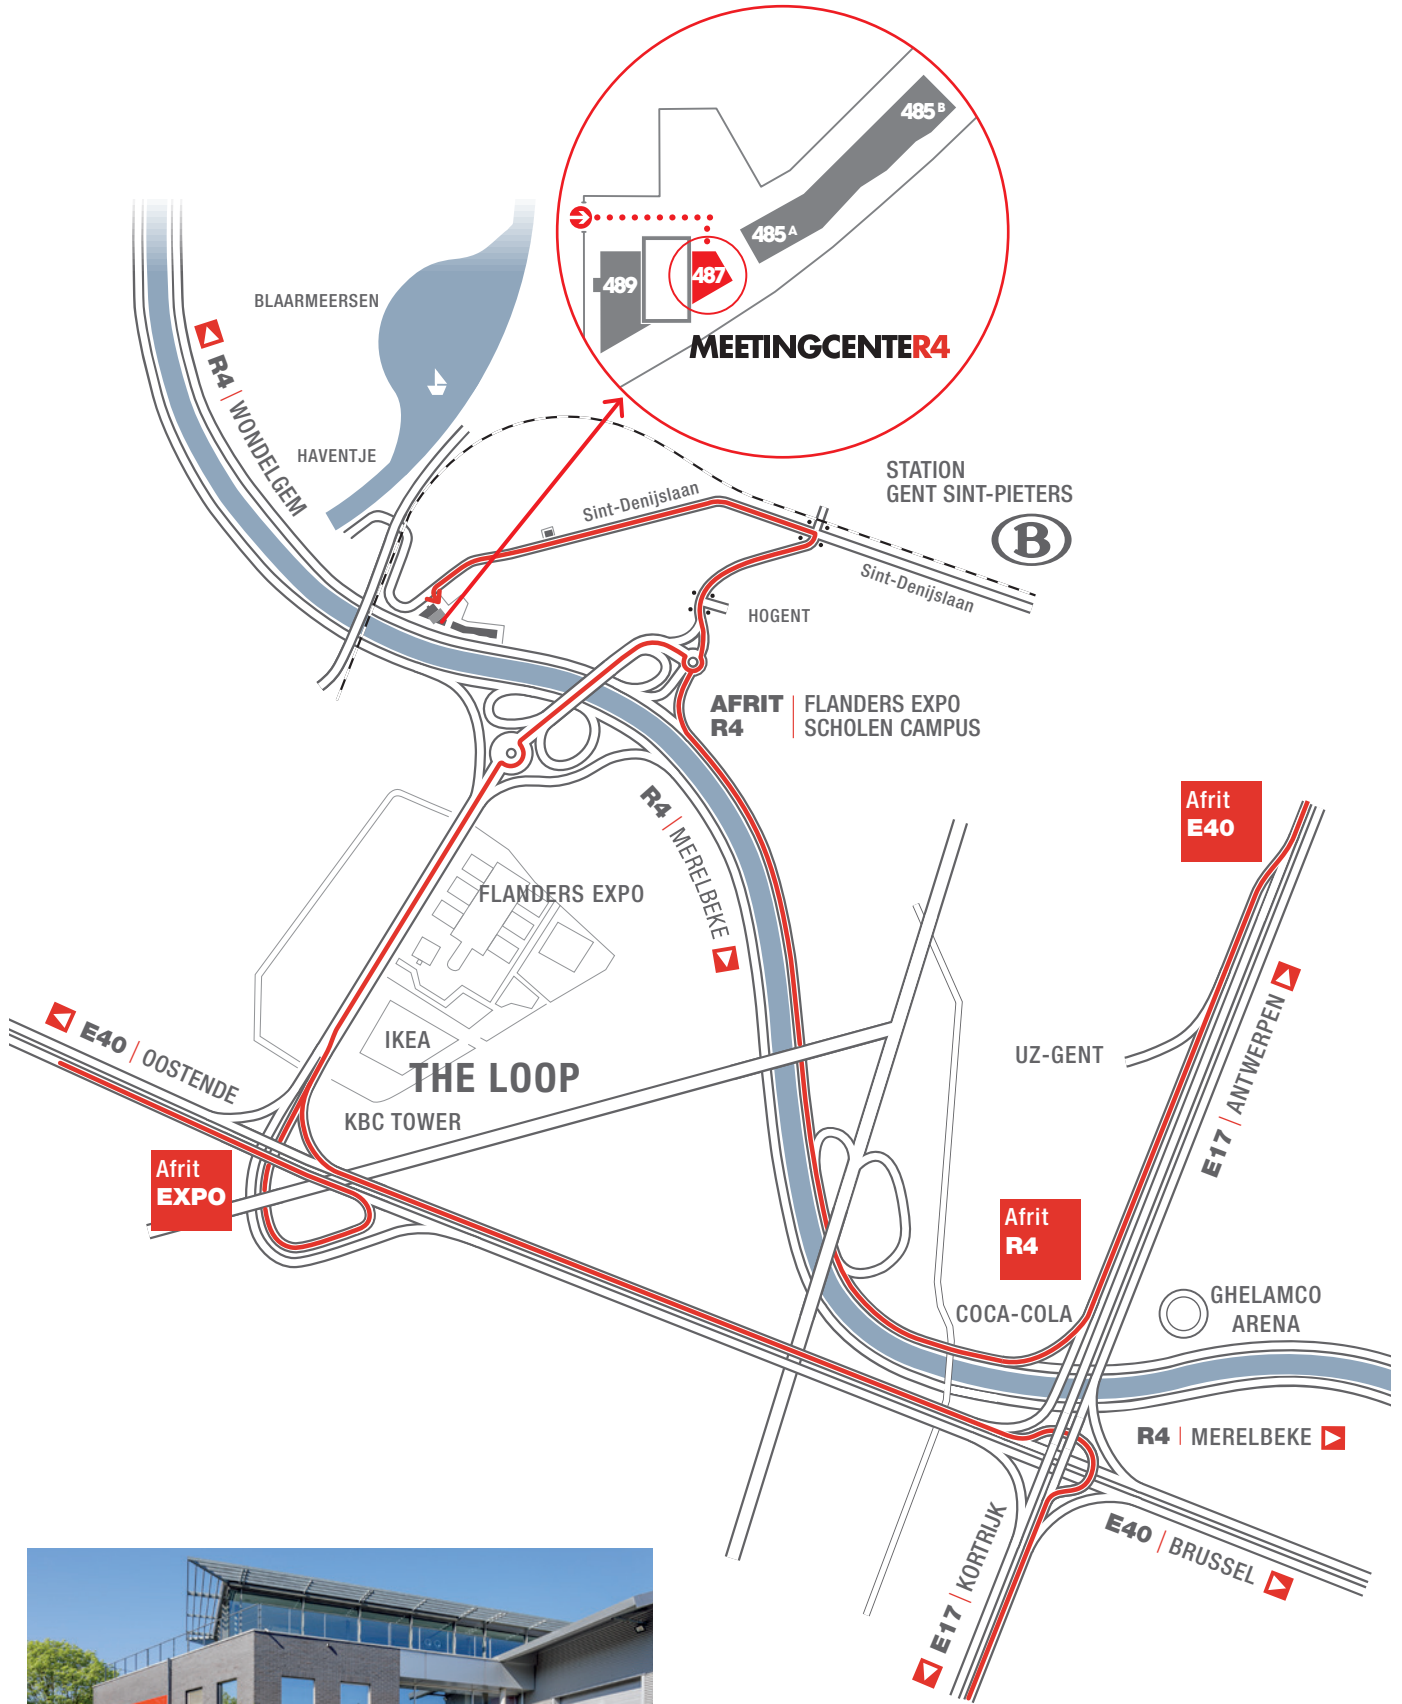 485 B
485 A
489
487
MEETINGCENTER4
BLAARMEERSEN
R4 | WONDELGEM
HAVENTJE
STATION
GENT SINT-PIETERS
B
Sint-Denijslaan
Sint-Denijslaan
HOGENT
AFRIT | FLANDERS EXPO
R4 | SCHOLEN CAMPUS
R4 | MERELBEKE
Afrit
E40
FLANDERS EXPO
E40 | OOSTENDE
IKEA
THE LOOP
KBC TOWER
UZ-GENT
E17 | ANTWERPEN
Afrit
EXPO
Afrit
R4
COCA-COLA
GHELAMCO
ARENA
R4 | MERELBEKE
E40 | BRUSSEL
E17 | KORTRIJK